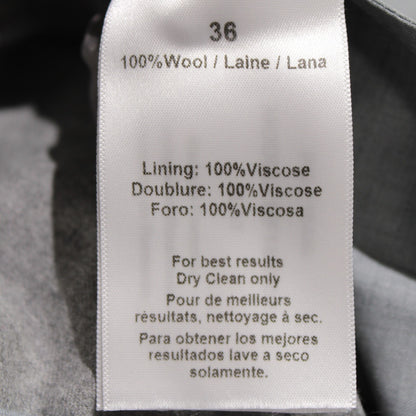 36
100%Wool / Laine / Lana
Lining: 100%Viscose
Doublure: 100%Viscose
Foro: 100%Viscosa
For best results
Dry Clean only
Pour de meilleurs
résultats, nettoyage à sec.
Para obtener los mejores
resultados lave a seco
solamente.